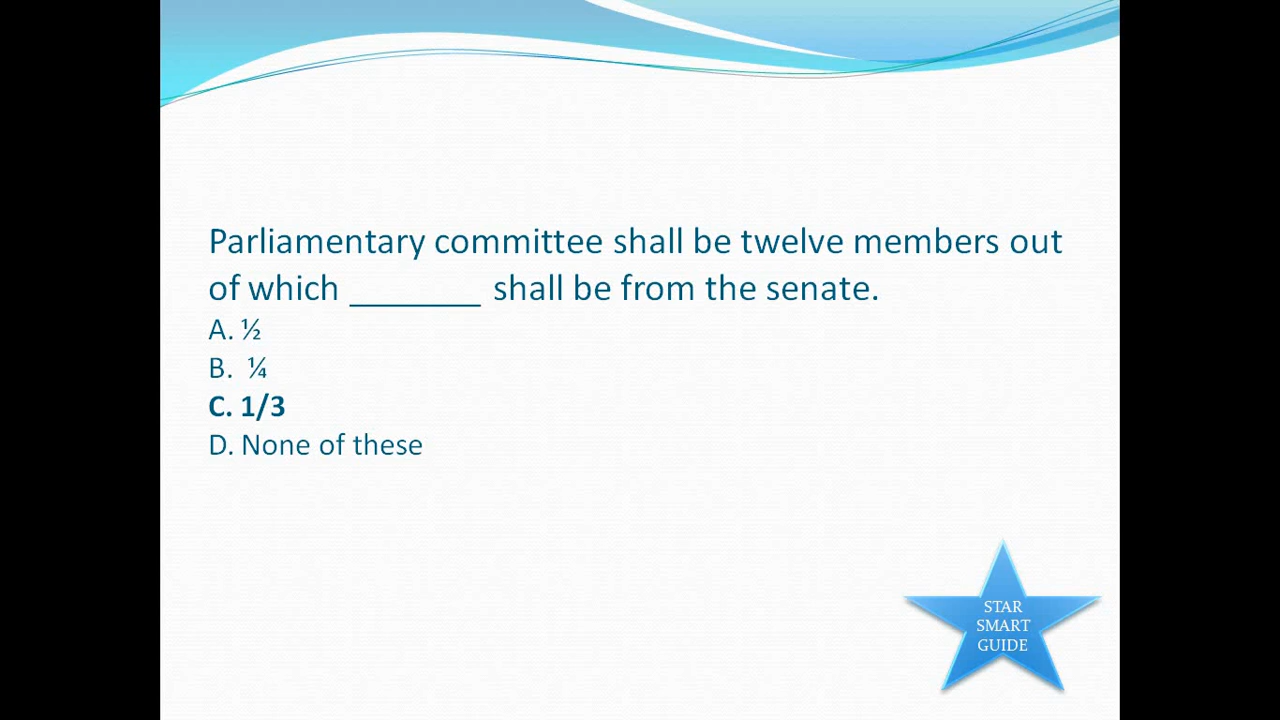 Parliamentary committee shall be twelve members out
of which _______ shall be from the senate.
A. ½
B. ¼
C. 1/3
D. None of these
STAR
SMART
GUIDE